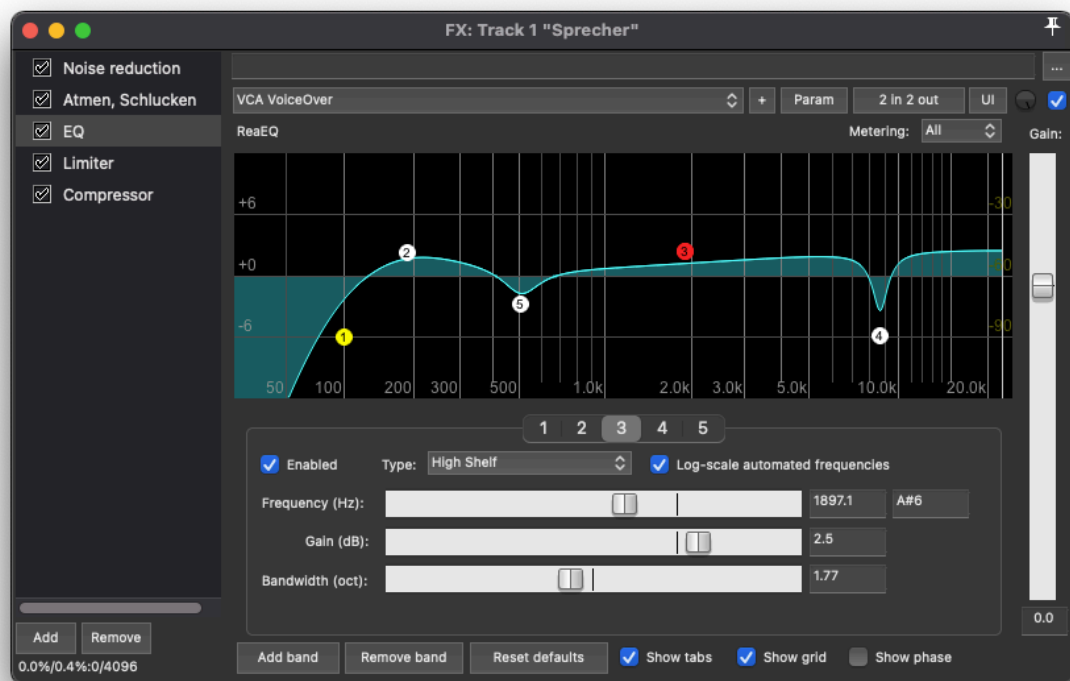 FX: Track 1 "Sprecher"
Noise reduction
Atmen, Schlucken
EQ
Limiter
Compressor
...
VCA VoiceOver + Param 2 in 2 out UI
ReaEQ Metering: All Gain:
+6 -30
+0 -60
-6 -90
1 2 3 4 5
50 100 200 300 500 1.0k 2.0k 3.0k 5.0k 10.0k 20.0k
1 2 3 4 5
Enabled Type: High Shelf Log-scale automated frequencies
Frequency (Hz): 1897.1 A#6
Gain (dB): 2.5
Bandwidth (oct): 1.77
0.0
Add Remove
Add band Remove band Reset defaults Show tabs Show grid Show phase
0.0%/0.4%:0/4096